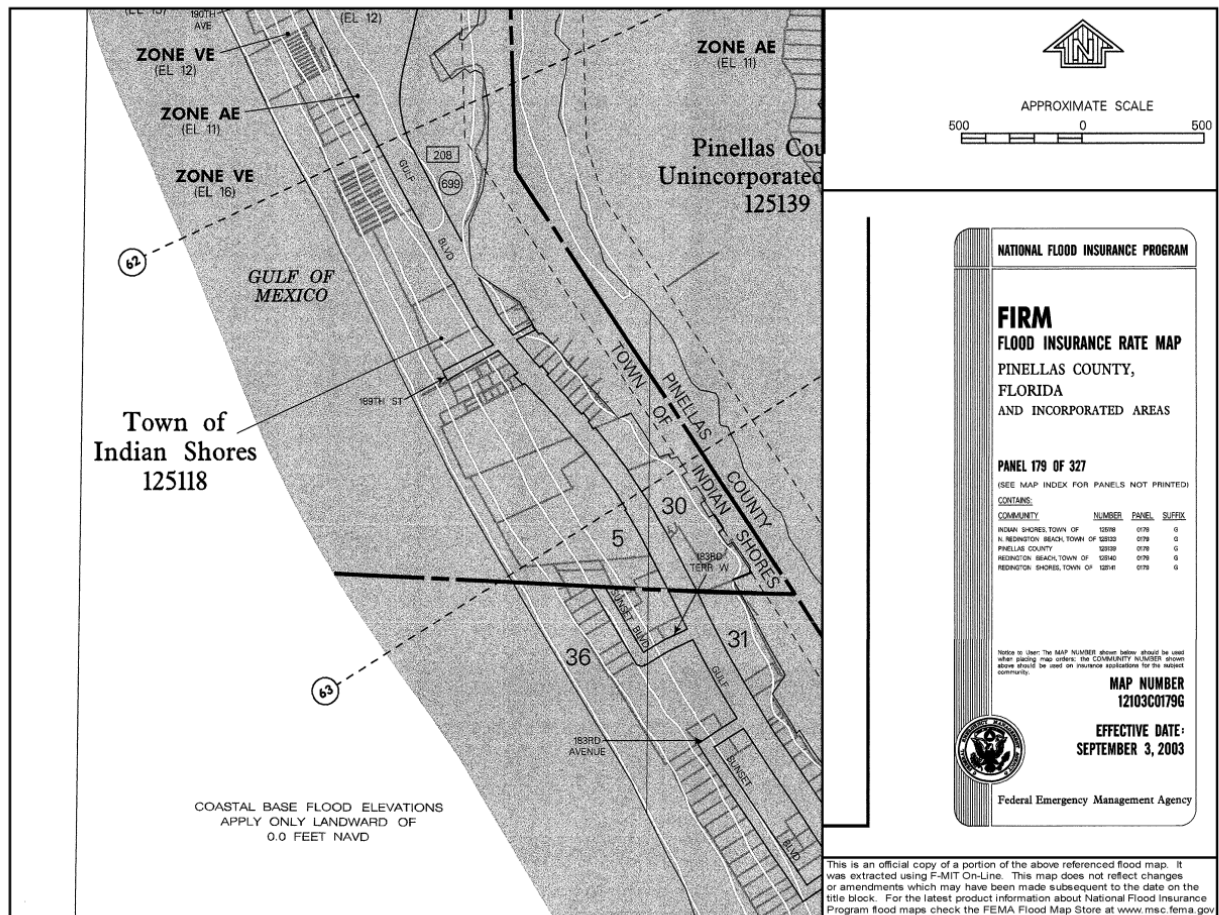 190TH
AVE
(EL 12)
ZONE VE
(EL 12)
ZONE AE
(EL 11)
ZONE VE
(EL 16)
ZONE AE
(EL 11)
208
699
GULF
BLVD
Pinellas Cou
Unincorporated
125139
62
GULF OF
MEXICO
189TH ST
Town of
Indian Shores
125118
TOWN OF INDIAN SHORES
PINELLAS COUNTY
30
5
183RD
TERR W
SUNSET BLVD
31
36
GULF
63
183RD
AVENUE
SUNSET
BLVD
COASTAL BASE FLOOD ELEVATIONS
APPLY ONLY LANDWARD OF
0.0 FEET NAVD
N
APPROXIMATE SCALE
500 0 500
NATIONAL FLOOD INSURANCE PROGRAM
FIRM
FLOOD INSURANCE RATE MAP
PINELLAS COUNTY,
FLORIDA
AND INCORPORATED AREAS
PANEL 179 OF 327
(SEE MAP INDEX FOR PANELS NOT PRINTED)
CONTAINS:
COMMUNITY NUMBER PANEL SUFFIX
INDIAN SHORES, TOWN OF 125118 0179 G
N. REDINGTON BEACH, TOWN OF 125133 0179 G
PINELLAS COUNTY 125139 0179 G
REDINGTON BEACH, TOWN OF 125140 0179 G
REDINGTON SHORES, TOWN OF 125141 0179 G
Notice to User: The MAP NUMBER shown below should be used
when placing map orders: the COMMUNITY NUMBER shown
above should be used on insurance applications for the subject
community.
MAP NUMBER
12103C0179G
EFFECTIVE DATE:
SEPTEMBER 3, 2003
Federal Emergency Management Agency
This is an official copy of a portion of the above referenced flood map. It
was extracted using F-MIT On-Line. This map does not reflect changes
or amendments which may have been made subsequent to the date on the
title block. For the latest product information about National Flood Insurance
Program flood maps check the FEMA Flood Map Store at www.msc.fema.gov